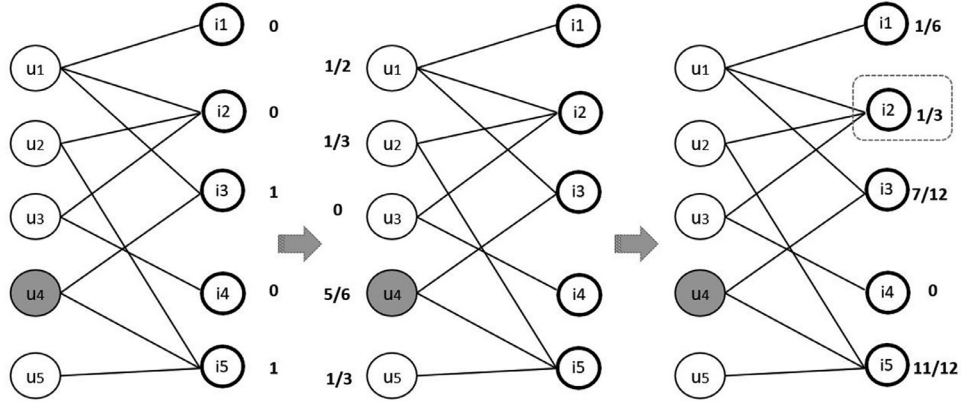 u1
u2
u3
u4
u5
i1 0
i2 0
i3 1
i4 0
i5 1
1/2 u1
1/3 u2
0 u3
5/6 u4
1/3 u5
i1
i2
i3
i4
i5
u1
u2
u3
u4
u5
i1 1/6
i2 1/3
i3 7/12
i4 0
i5 11/12